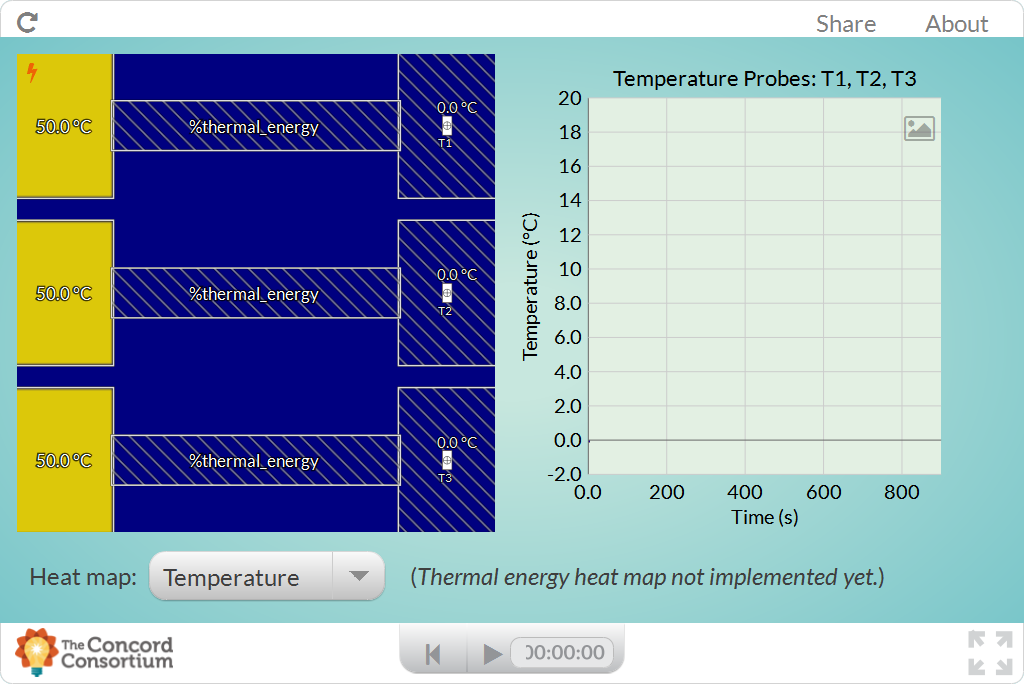 Share About
50.0 °C
%thermal_energy
0.0 °C
T1
50.0 °C
%thermal_energy
0.0 °C
T2
50.0 °C
%thermal_energy
0.0 °C
T3
Temperature Probes: T1, T2, T3
Temperature (°C)
20
18
16
14
12
10
8.0
6.0
4.0
2.0
0.0
-2.0
0.0 200 400 600 800
Time (s)
Heat map: Temperature (Thermal energy heat map not implemented yet.)
The Concord
Consortium
00:00:00